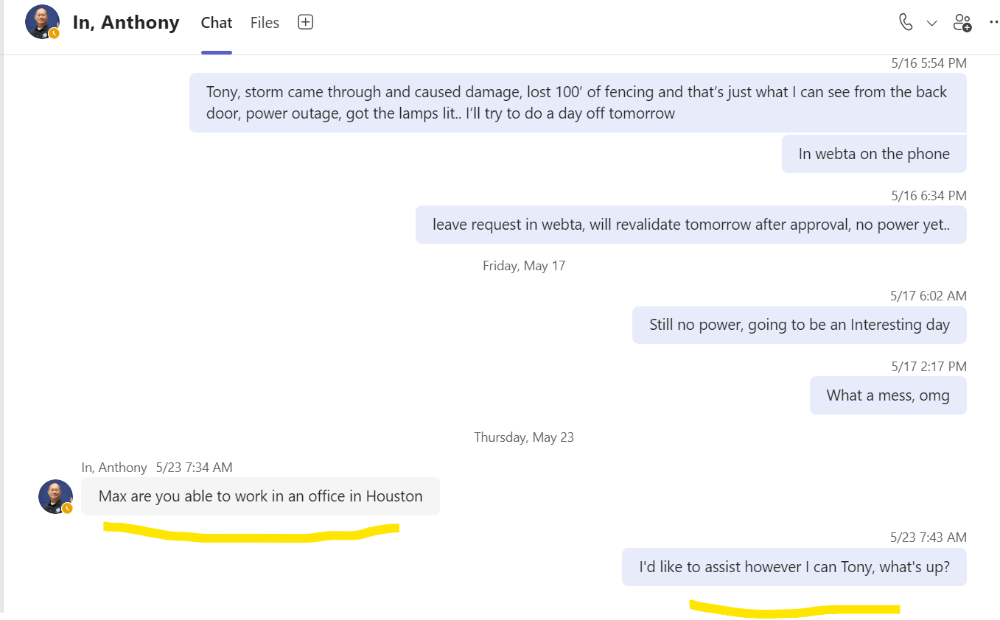 In, Anthony Chat Files
5/16 5:54 PM
Tony, storm came through and caused damage, lost 100’ of fencing and that’s just what I can see from the back
door, power outage, got the lamps lit.. I’ll try to do a day off tomorrow
In webta on the phone
5/16 6:34 PM
leave request in webta, will revalidate tomorrow after approval, no power yet..
Friday, May 17
5/17 6:02 AM
Still no power, going to be an Interesting day
5/17 2:17 PM
What a mess, omg
Thursday, May 23
In, Anthony 5/23 7:34 AM
Max are you able to work in an office in Houston
5/23 7:43 AM
I'd like to assist however I can Tony, what's up?